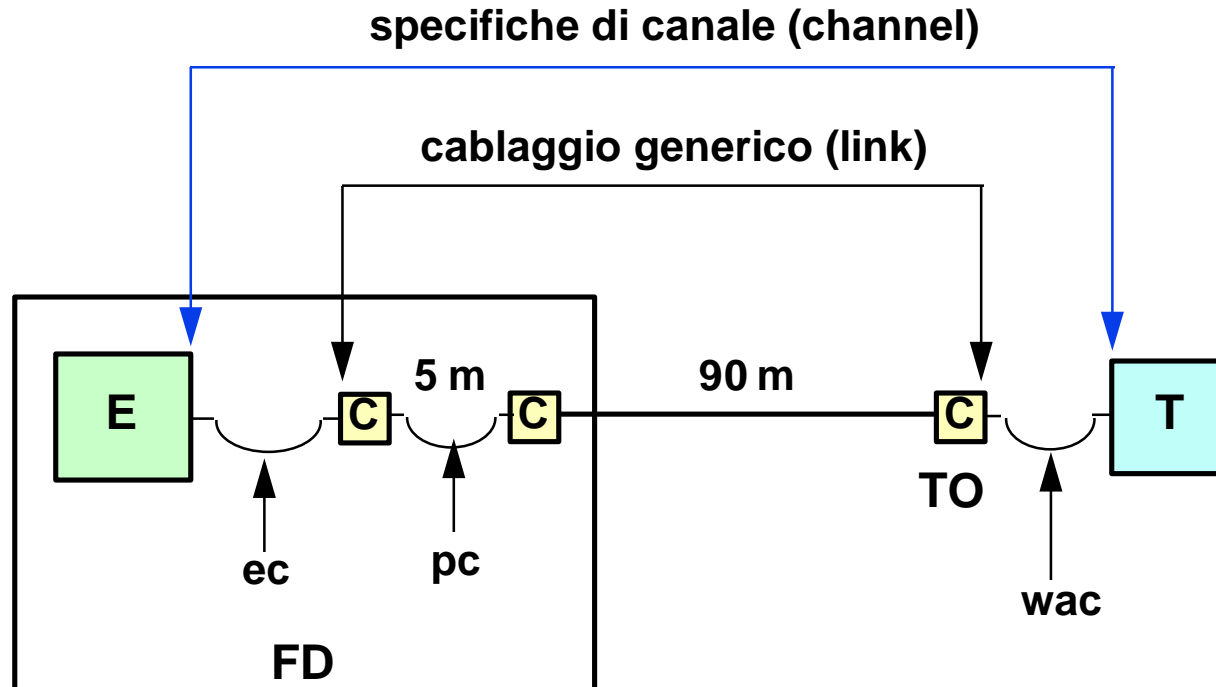 specifiche di canale (channel)
cablaggio generico (link)
5 m
90 m
E
C
C
C
T
TO
ec
pc
wac
FD